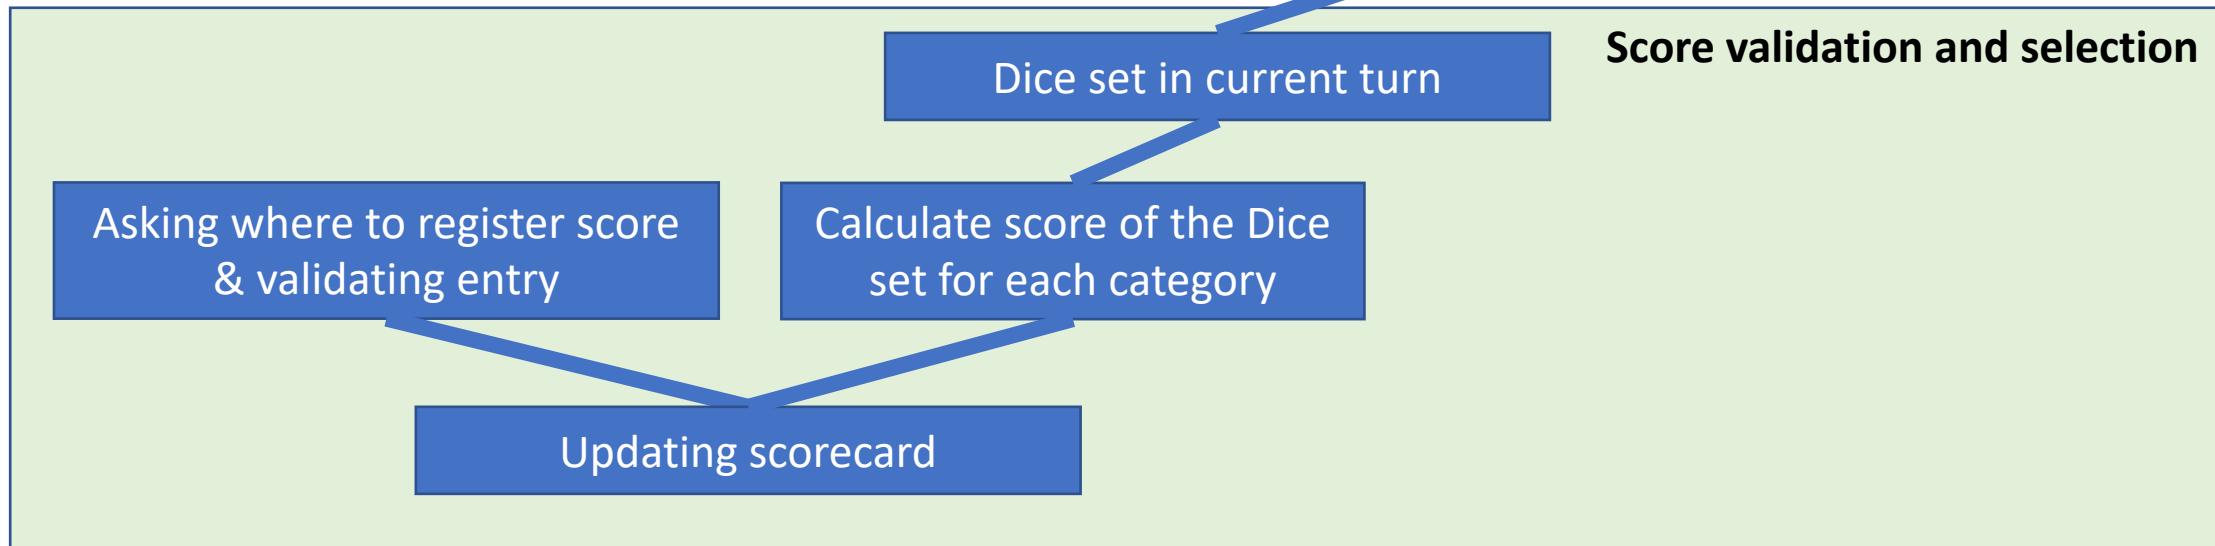 Score validation and selection
Dice set in current turn
Asking where to register score
& validating entry
Calculate score of the Dice
set for each category
Updating scorecard